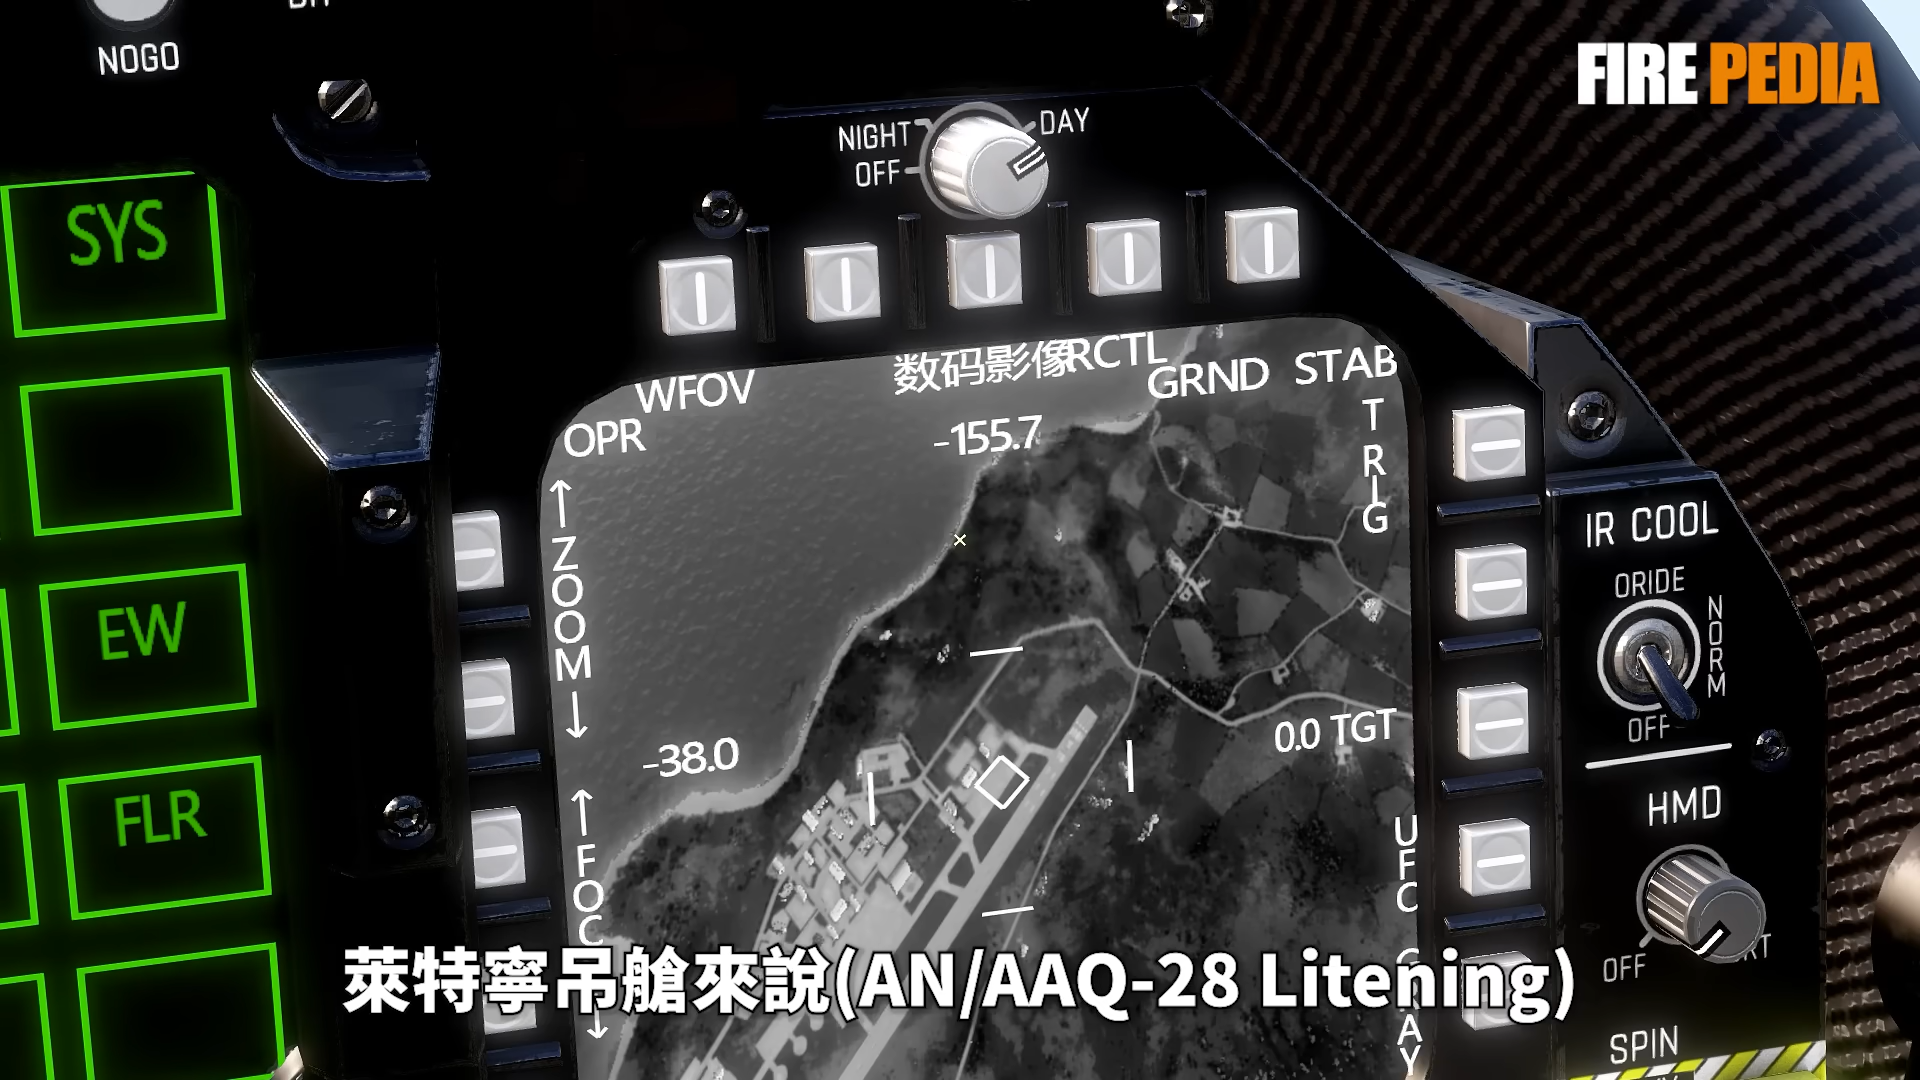 NOGO
FIRE PEDIA
NIGHT
DAY
OFF
SYS
数码影像RCTL
WFOV
GRND STAB
OPR
-155.7
TRIG
ZOOM
IR COOL
ORIDE
NORM
OFF
EW
0.0 TGT
-38.0
HMD
FLR
UFC
FOC
GRAY
OFF
萊特寧吊艙來說(AN/AAQ-28 Litening)
SPIN